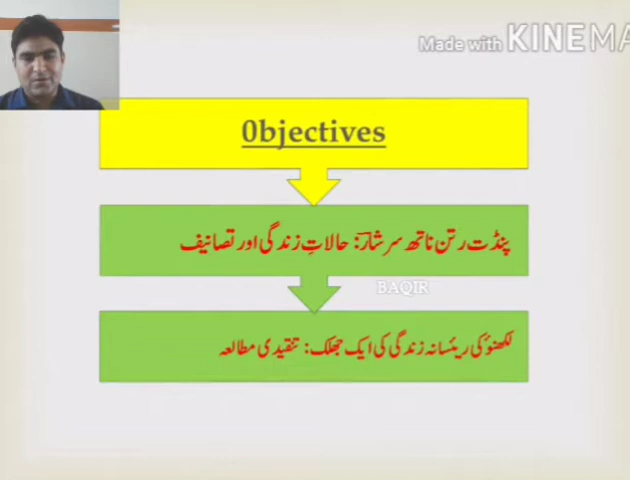 Made with KINEMA
0bjectives
پنڈت رتن ناتھ سرشارؔ: حالاتِ زندگی اور تصانیف
BAQIR
لکھنؤ کی رئیسانہ زندگی کی ایک جھلک: تنقیدی مطالعہ